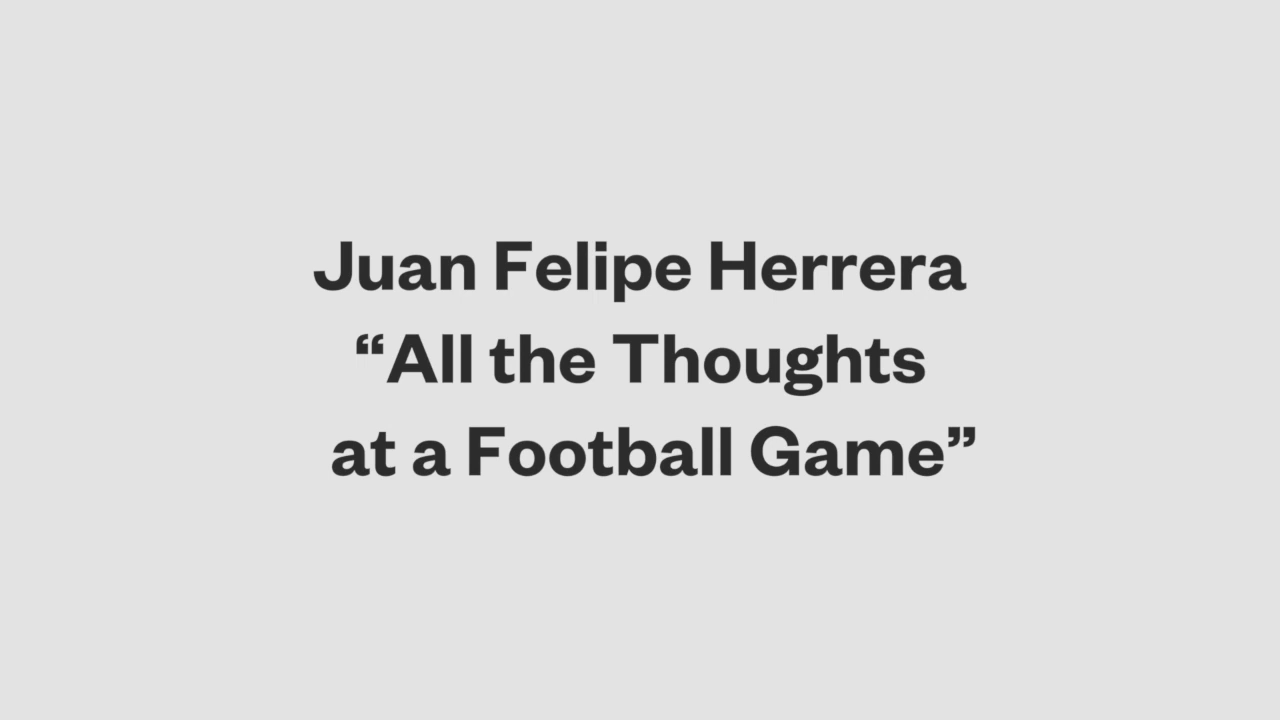 Juan Felipe Herrera
“All the Thoughts
at a Football Game”